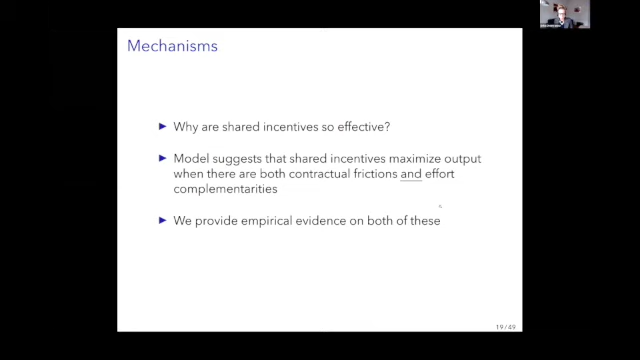 Mechanisms
Why are shared incentives so effective?
Model suggests that shared incentives maximize output
when there are both contractual frictions and effort
complementarities
We provide empirical evidence on both of these
19/49